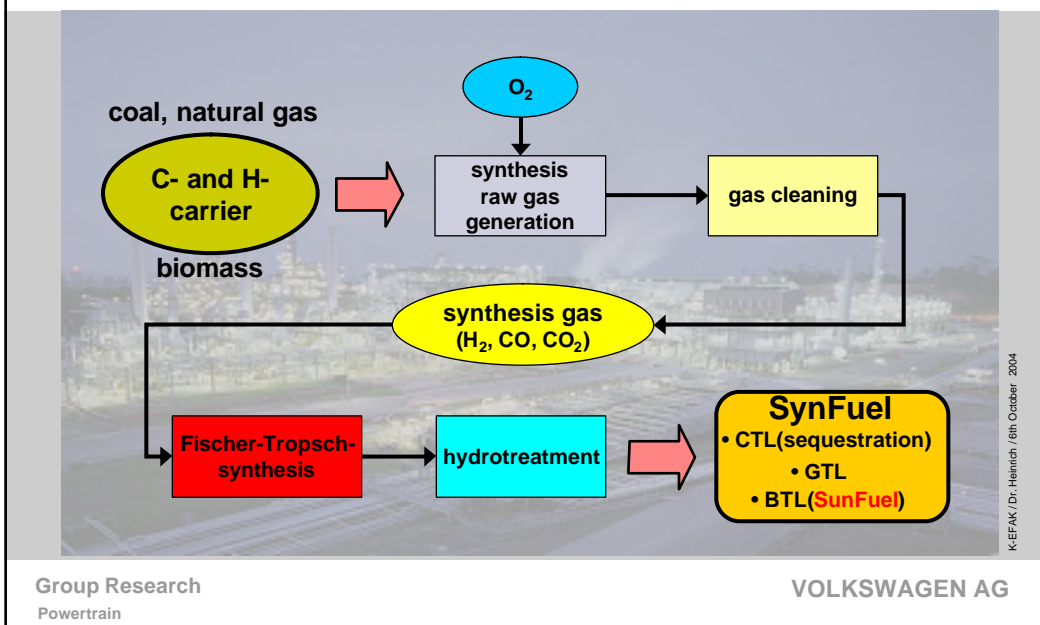 O₂
coal, natural gas
C- and H-
carrier
biomass
synthesis
raw gas
generation
gas cleaning
synthesis gas
(H₂, CO, CO₂)
Fischer-Tropsch-
synthesis
hydrotreatment
SynFuel
• CTL(sequestration)
• GTL
• BTL(SunFuel)
K-EFAK / Dr. Heinrich / 6th October 2004
Group Research
Powertrain
VOLKSWAGEN AG